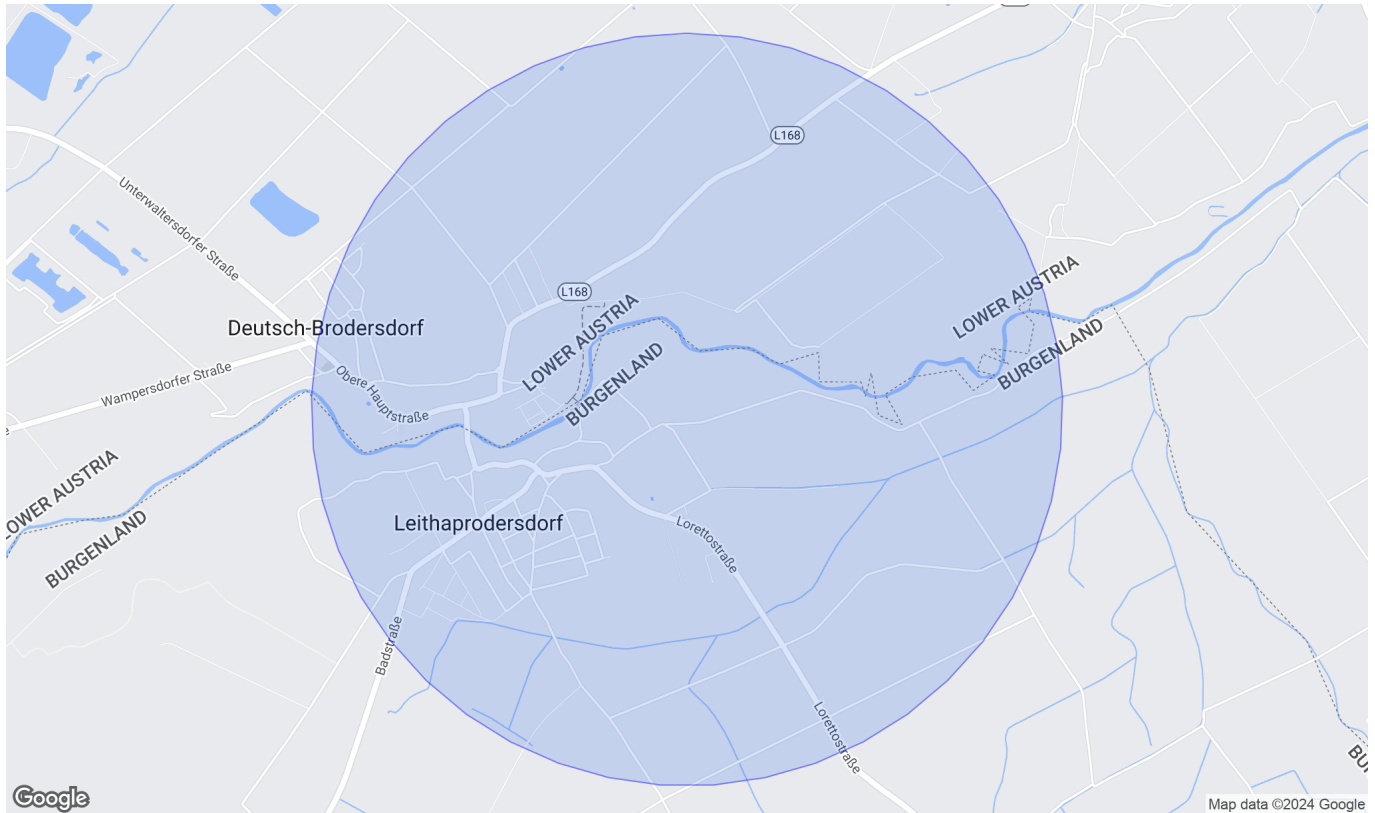 L168
Unterwaltersdorfer Straße
L168
LOWER AUSTRIA
LOWER AUSTRIA
Deutsch-Brodersdorf
BURGENLAND
BURGENLAND
Wampersdorfer Straße
Obere Hauptstraße
LOWER AUSTRIA
BURGENLAND
Leithaprodersdorf
Lorettostraße
Badstraße
Lorettostraße
Google
Map data ©2024 Google